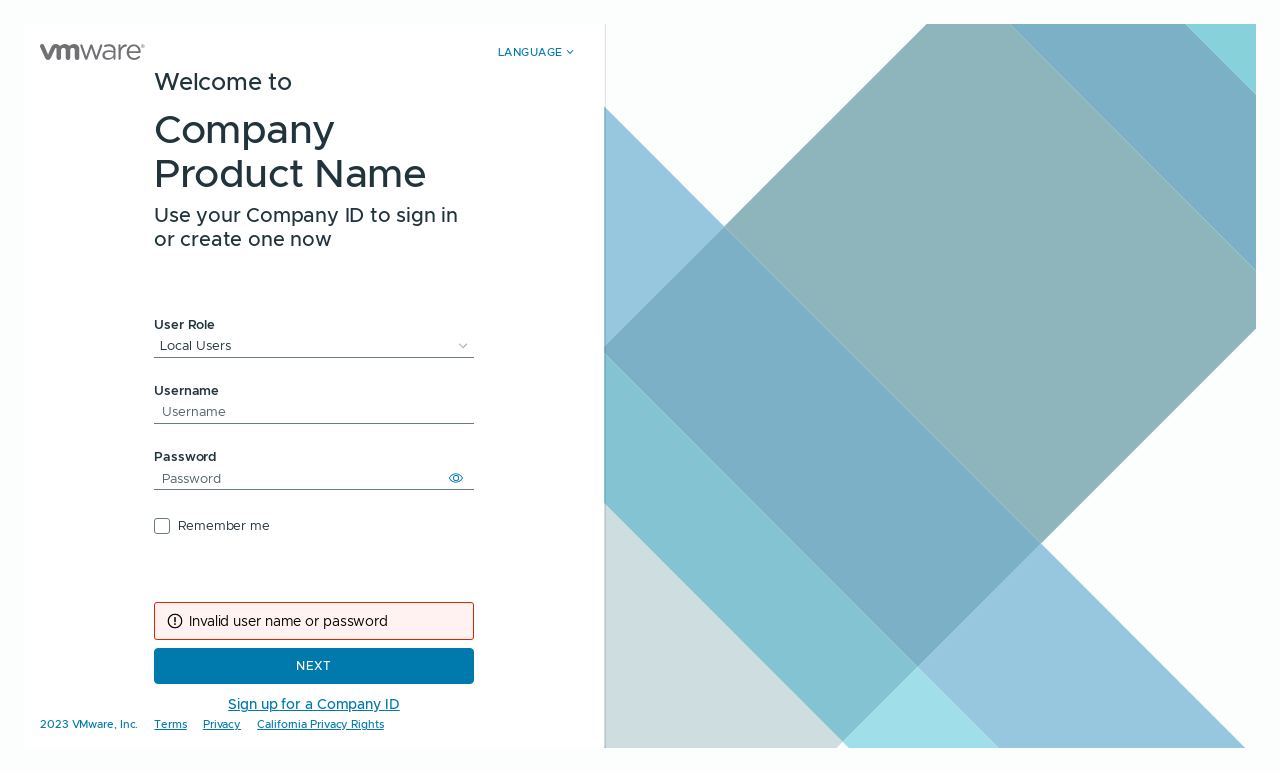 vmware®
LANGUAGE
Welcome to
Company
Product Name
Use your Company ID to sign in
or create one now
User Role
Local Users
Username
Username
Password
Password
Remember me
Invalid user name or password
NEXT
Sign up for a Company ID
2023 VMware, Inc. Terms Privacy California Privacy Rights